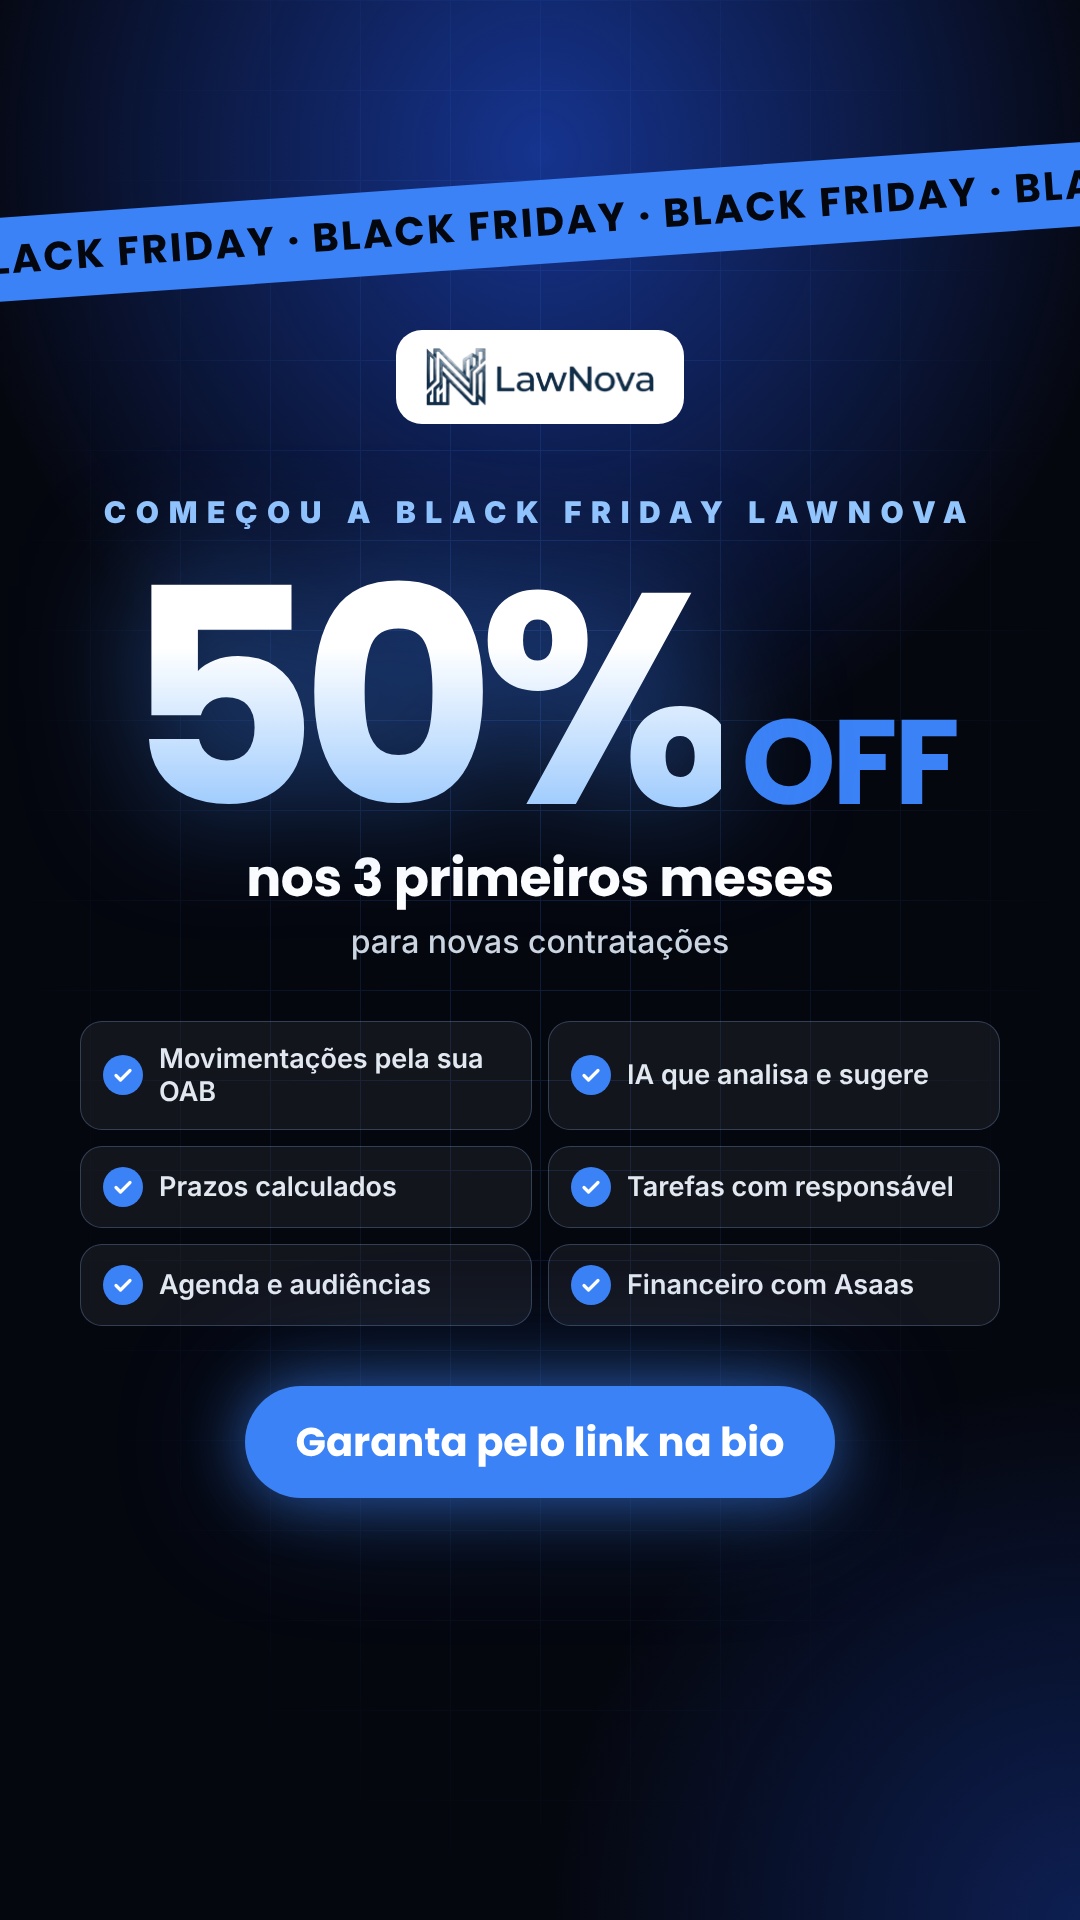 LACK FRIDAY · BLACK FRIDAY · BLACK FRIDAY · BLA
LawNova
COMEÇOU A BLACK FRIDAY LAWNOVA
50% OFF
nos 3 primeiros meses
para novas contratações
Movimentações pela sua
OAB
IA que analisa e sugere
Prazos calculados
Tarefas com responsável
Agenda e audiências
Financeiro com Asaas
Garanta pelo link na bio